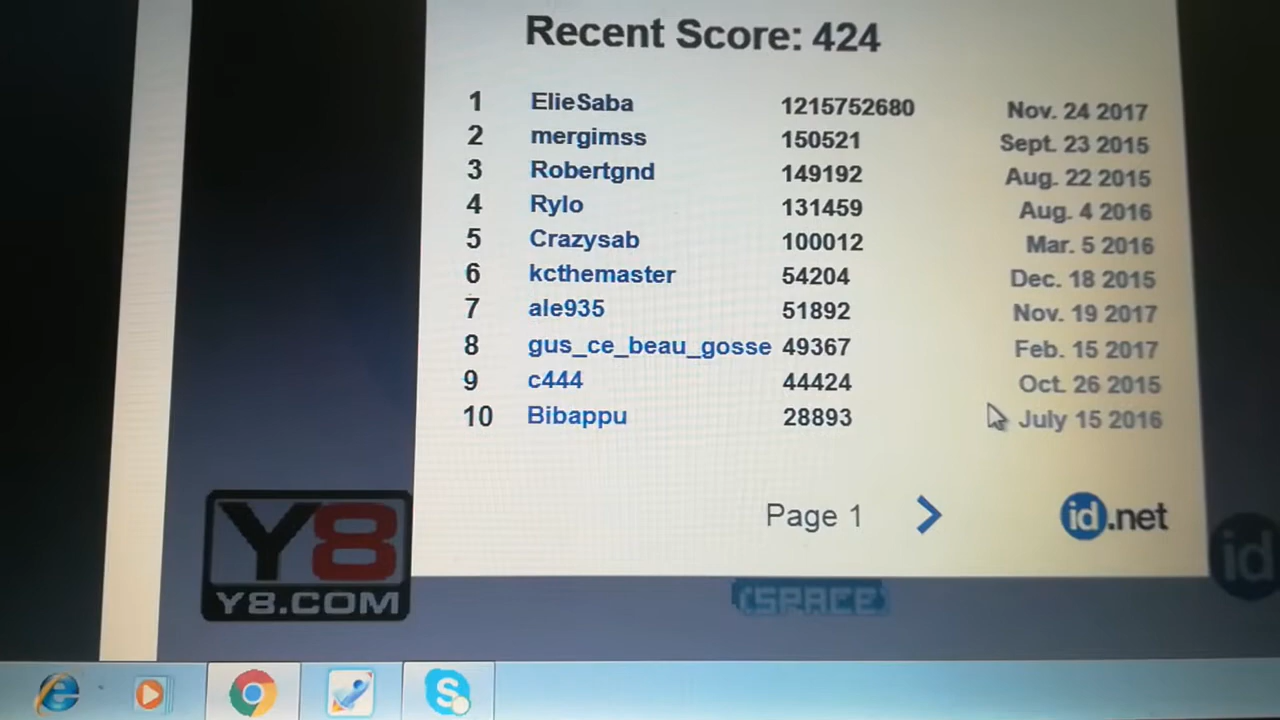 Recent Score: 424
1 ElieSaba 1215752680 Nov. 24 2017
2 mergimss 150521 Sept. 23 2015
3 Robertgnd 149192 Aug. 22 2015
4 Rylo 131459 Aug. 4 2016
5 Crazysab 100012 Mar. 5 2016
6 kcthemaster 54204 Dec. 18 2015
7 ale935 51892 Nov. 19 2017
8 gus_ce_beau_gosse 49367 Feb. 15 2017
9 c444 44424 Oct. 26 2015
10 Bibappu 28893 July 15 2016
Page 1 id.net
Y8
Y8.COM
id
(SPACE)